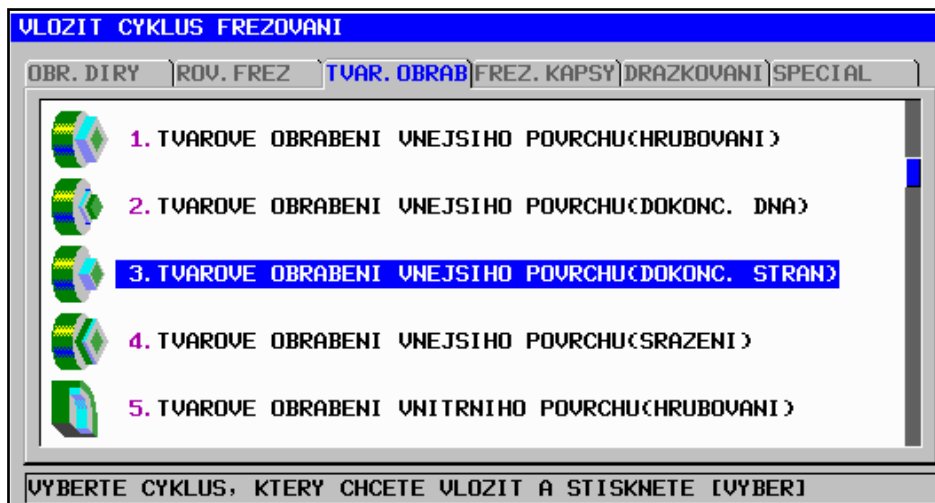 VLOZIT CYKLUS FREZOVANI
OBR. DIRY ROV. FREZ TVAR. OBRAB FREZ. KAPSY DRAZKOVANI SPECIAL
1. TVAROVE OBRABENI VNEJSIHO POVRCHU(HRUBOVANI)
2. TVAROVE OBRABENI VNEJSIHO POVRCHU(DOKONC. DNA)
3. TVAROVE OBRABENI VNEJSIHO POVRCHU(DOKONC. STRAN)
4. TVAROVE OBRABENI VNEJSIHO POVRCHU(SRAZENI)
5. TVAROVE OBRABENI VNITRNIHO POVRCHU(HRUBOVANI)
VYBERTE CYKLUS, KTERY CHCETE VLOZIT A STISKNETE [VYBER]